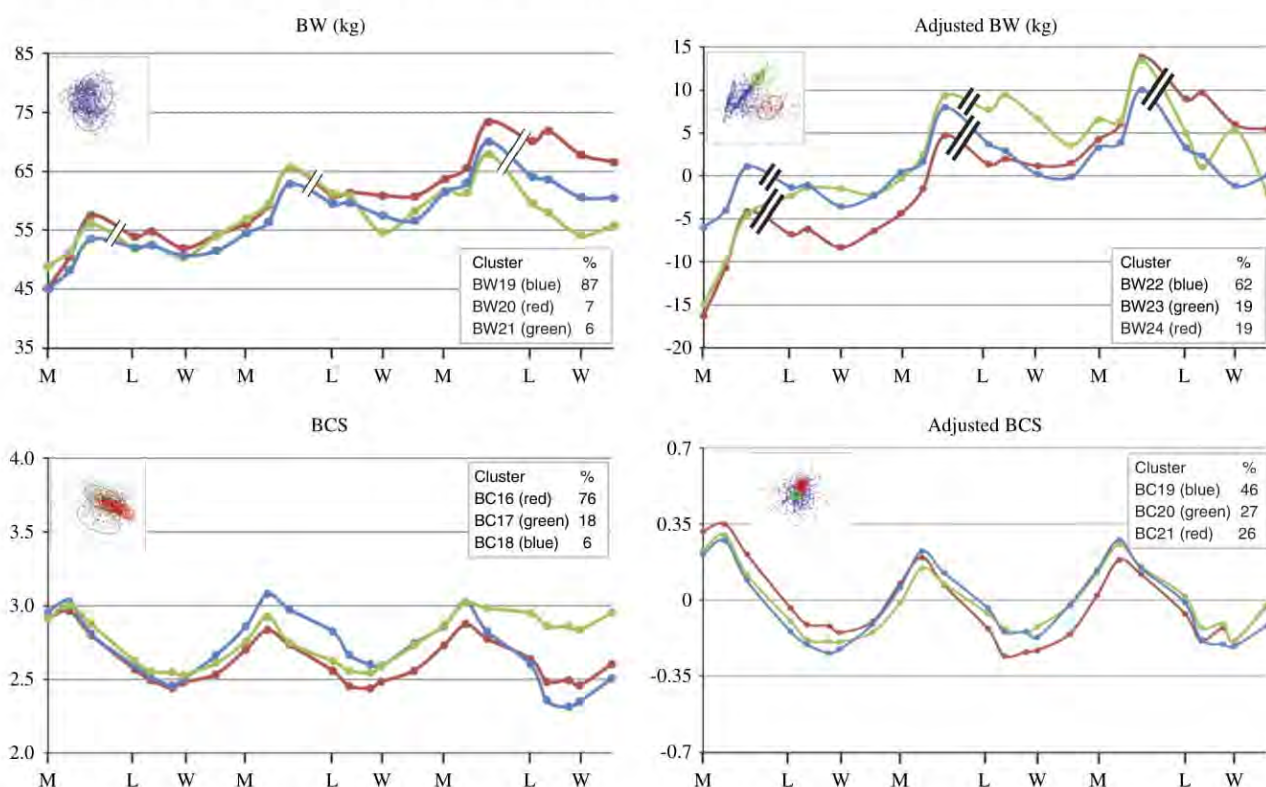 BW (kg)
85
75
65
55
45
35
Cluster %
BW19 (blue) 87
BW20 (red) 7
BW21 (green) 6
M L W M L W M L W
Adjusted BW (kg)
15
10
5
0
-5
-10
-15
-20
Cluster %
BW22 (blue) 62
BW23 (green) 19
BW24 (red) 19
M L W M L W M L W
BCS
4.0
3.5
3.0
2.5
2.0
Cluster %
BC16 (red) 76
BC17 (green) 18
BC18 (blue) 6
M L W M L W M L W
Adjusted BCS
0.7
0.35
0
-0.35
-0.7
Cluster %
BC19 (blue) 46
BC20 (green) 27
BC21 (red) 26
M L W M L W M L W